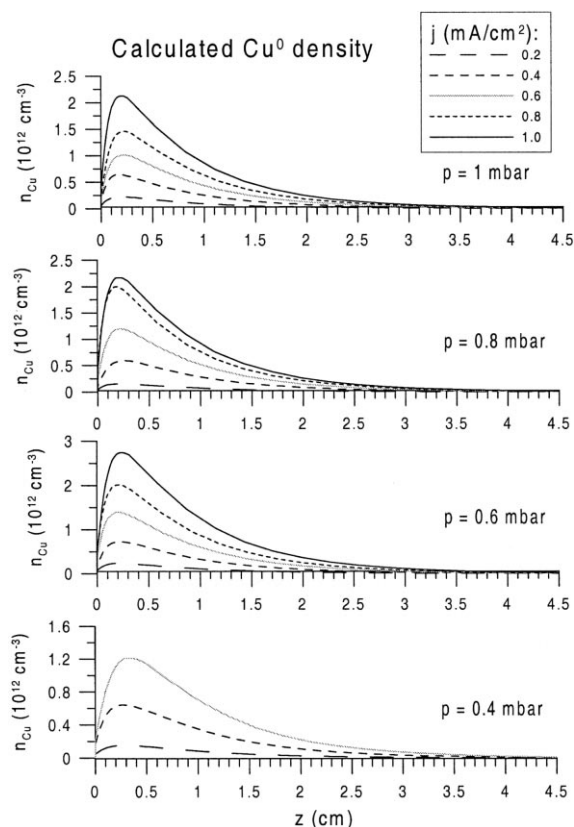 Calculated Cu⁰ density
j (mA/cm²):
0.2
0.4
0.6
0.8
1.0
n_Cu (10¹² cm⁻³)
2.5
2
1.5
1
0.5
0
p = 1 mbar
0 0.5 1 1.5 2 2.5 3 3.5 4 4.5
n_Cu (10¹² cm⁻³)
2.5
2
1.5
1
0.5
0
p = 0.8 mbar
0 0.5 1 1.5 2 2.5 3 3.5 4 4.5
n_Cu (10¹² cm⁻³)
3
2
1
0
p = 0.6 mbar
0 0.5 1 1.5 2 2.5 3 3.5 4 4.5
n_Cu (10¹² cm⁻³)
1.6
1.2
0.8
0.4
0
p = 0.4 mbar
0 0.5 1 1.5 2 2.5 3 3.5 4 4.5
z (cm)